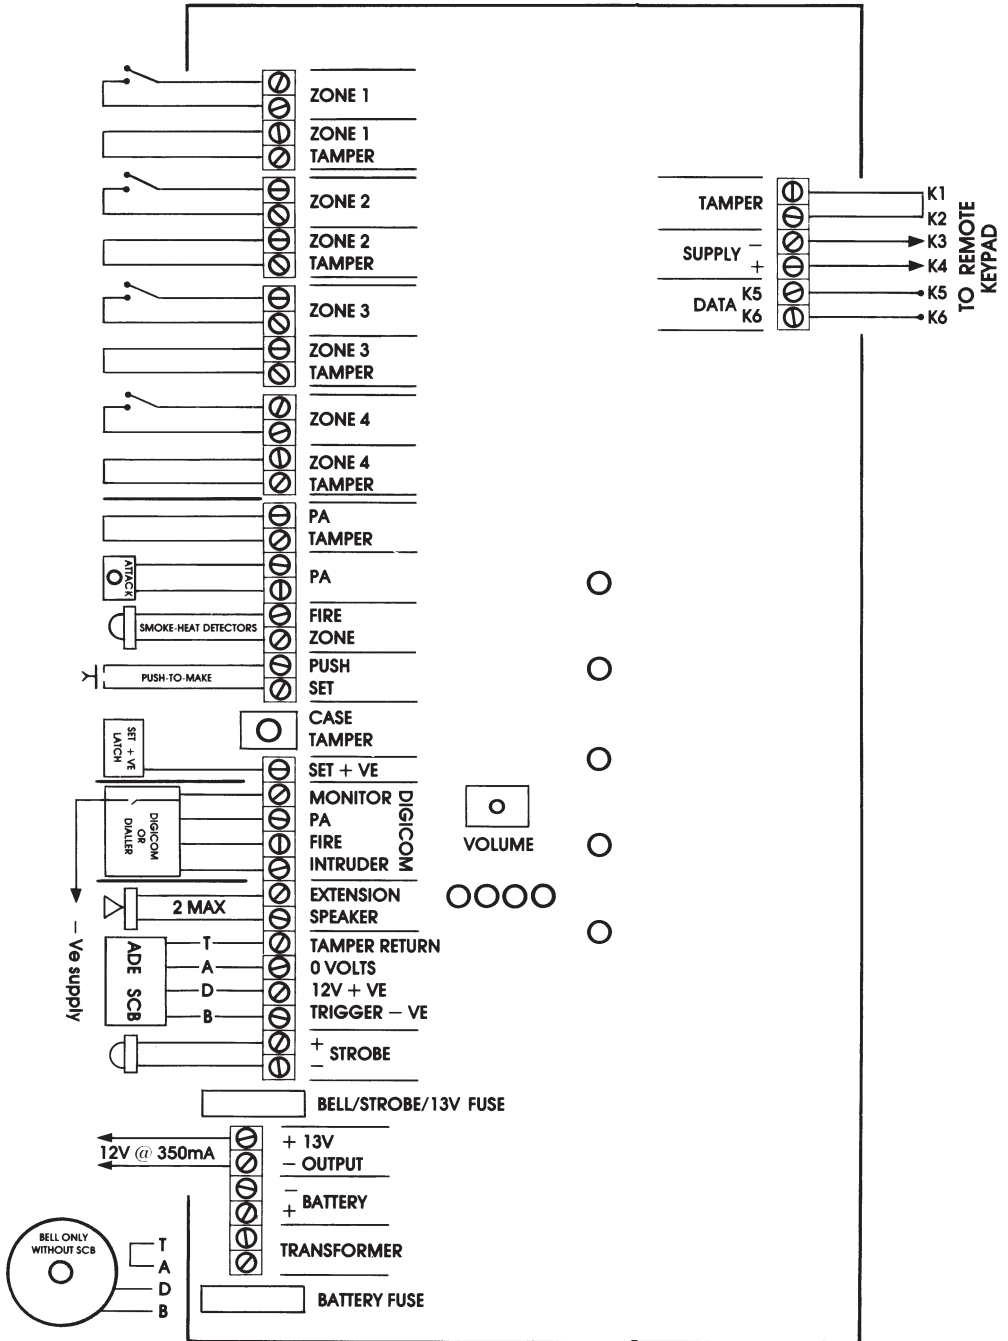 ZONE 1
ZONE 1
TAMPER
ZONE 2
ZONE 2
TAMPER
ZONE 3
ZONE 3
TAMPER
ZONE 4
ZONE 4
TAMPER
PA
TAMPER
ATTACK
PA
SMOKE-HEAT DETECTORS
FIRE
ZONE
PUSH-TO-MAKE
PUSH
SET
CASE
TAMPER
SET + VE
LATCH
SET + VE
DIGICOM
OR
DIALLER
MONITOR
PA
FIRE
INTRUDER
DIGICOM
VOLUME
2 MAX
EXTENSION
SPEAKER
– Ve supply
ADE SCB
T
A
D
B
TAMPER RETURN
0 VOLTS
12V + VE
TRIGGER – VE
+
–
STROBE
BELL/STROBE/13V FUSE
12V @ 350mA
+ 13V
– OUTPUT
–
+
BATTERY
TRANSFORMER
BATTERY FUSE
BELL ONLY
WITHOUT SCB
T
A
D
B
TAMPER
SUPPLY –
+
DATA K5
K6
K1
K2
K3
K4
K5
K6
TO REMOTE
KEYPAD